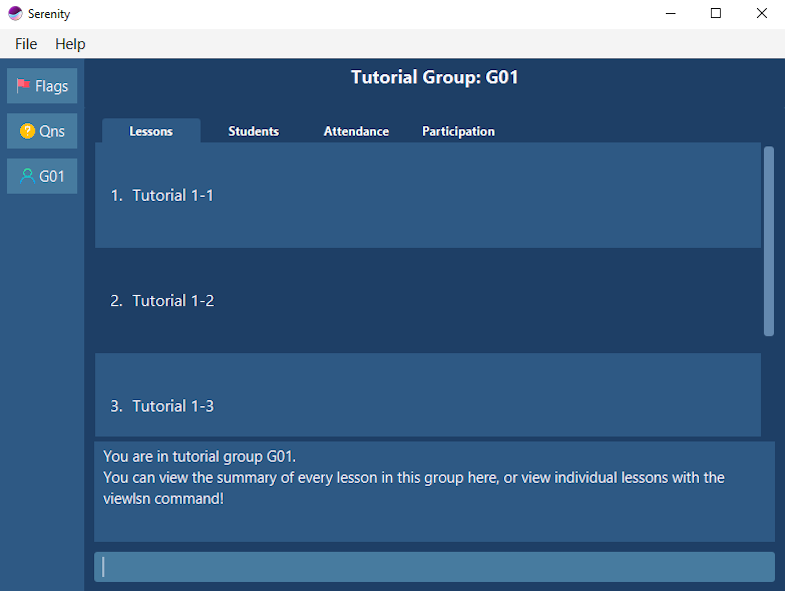 Serenity
File Help
Flags
Qns
G01
Tutorial Group: G01
Lessons Students Attendance Participation
1. Tutorial 1-1
2. Tutorial 1-2
3. Tutorial 1-3
You are in tutorial group G01.
You can view the summary of every lesson in this group here, or view individual lessons with the
viewlsn command!